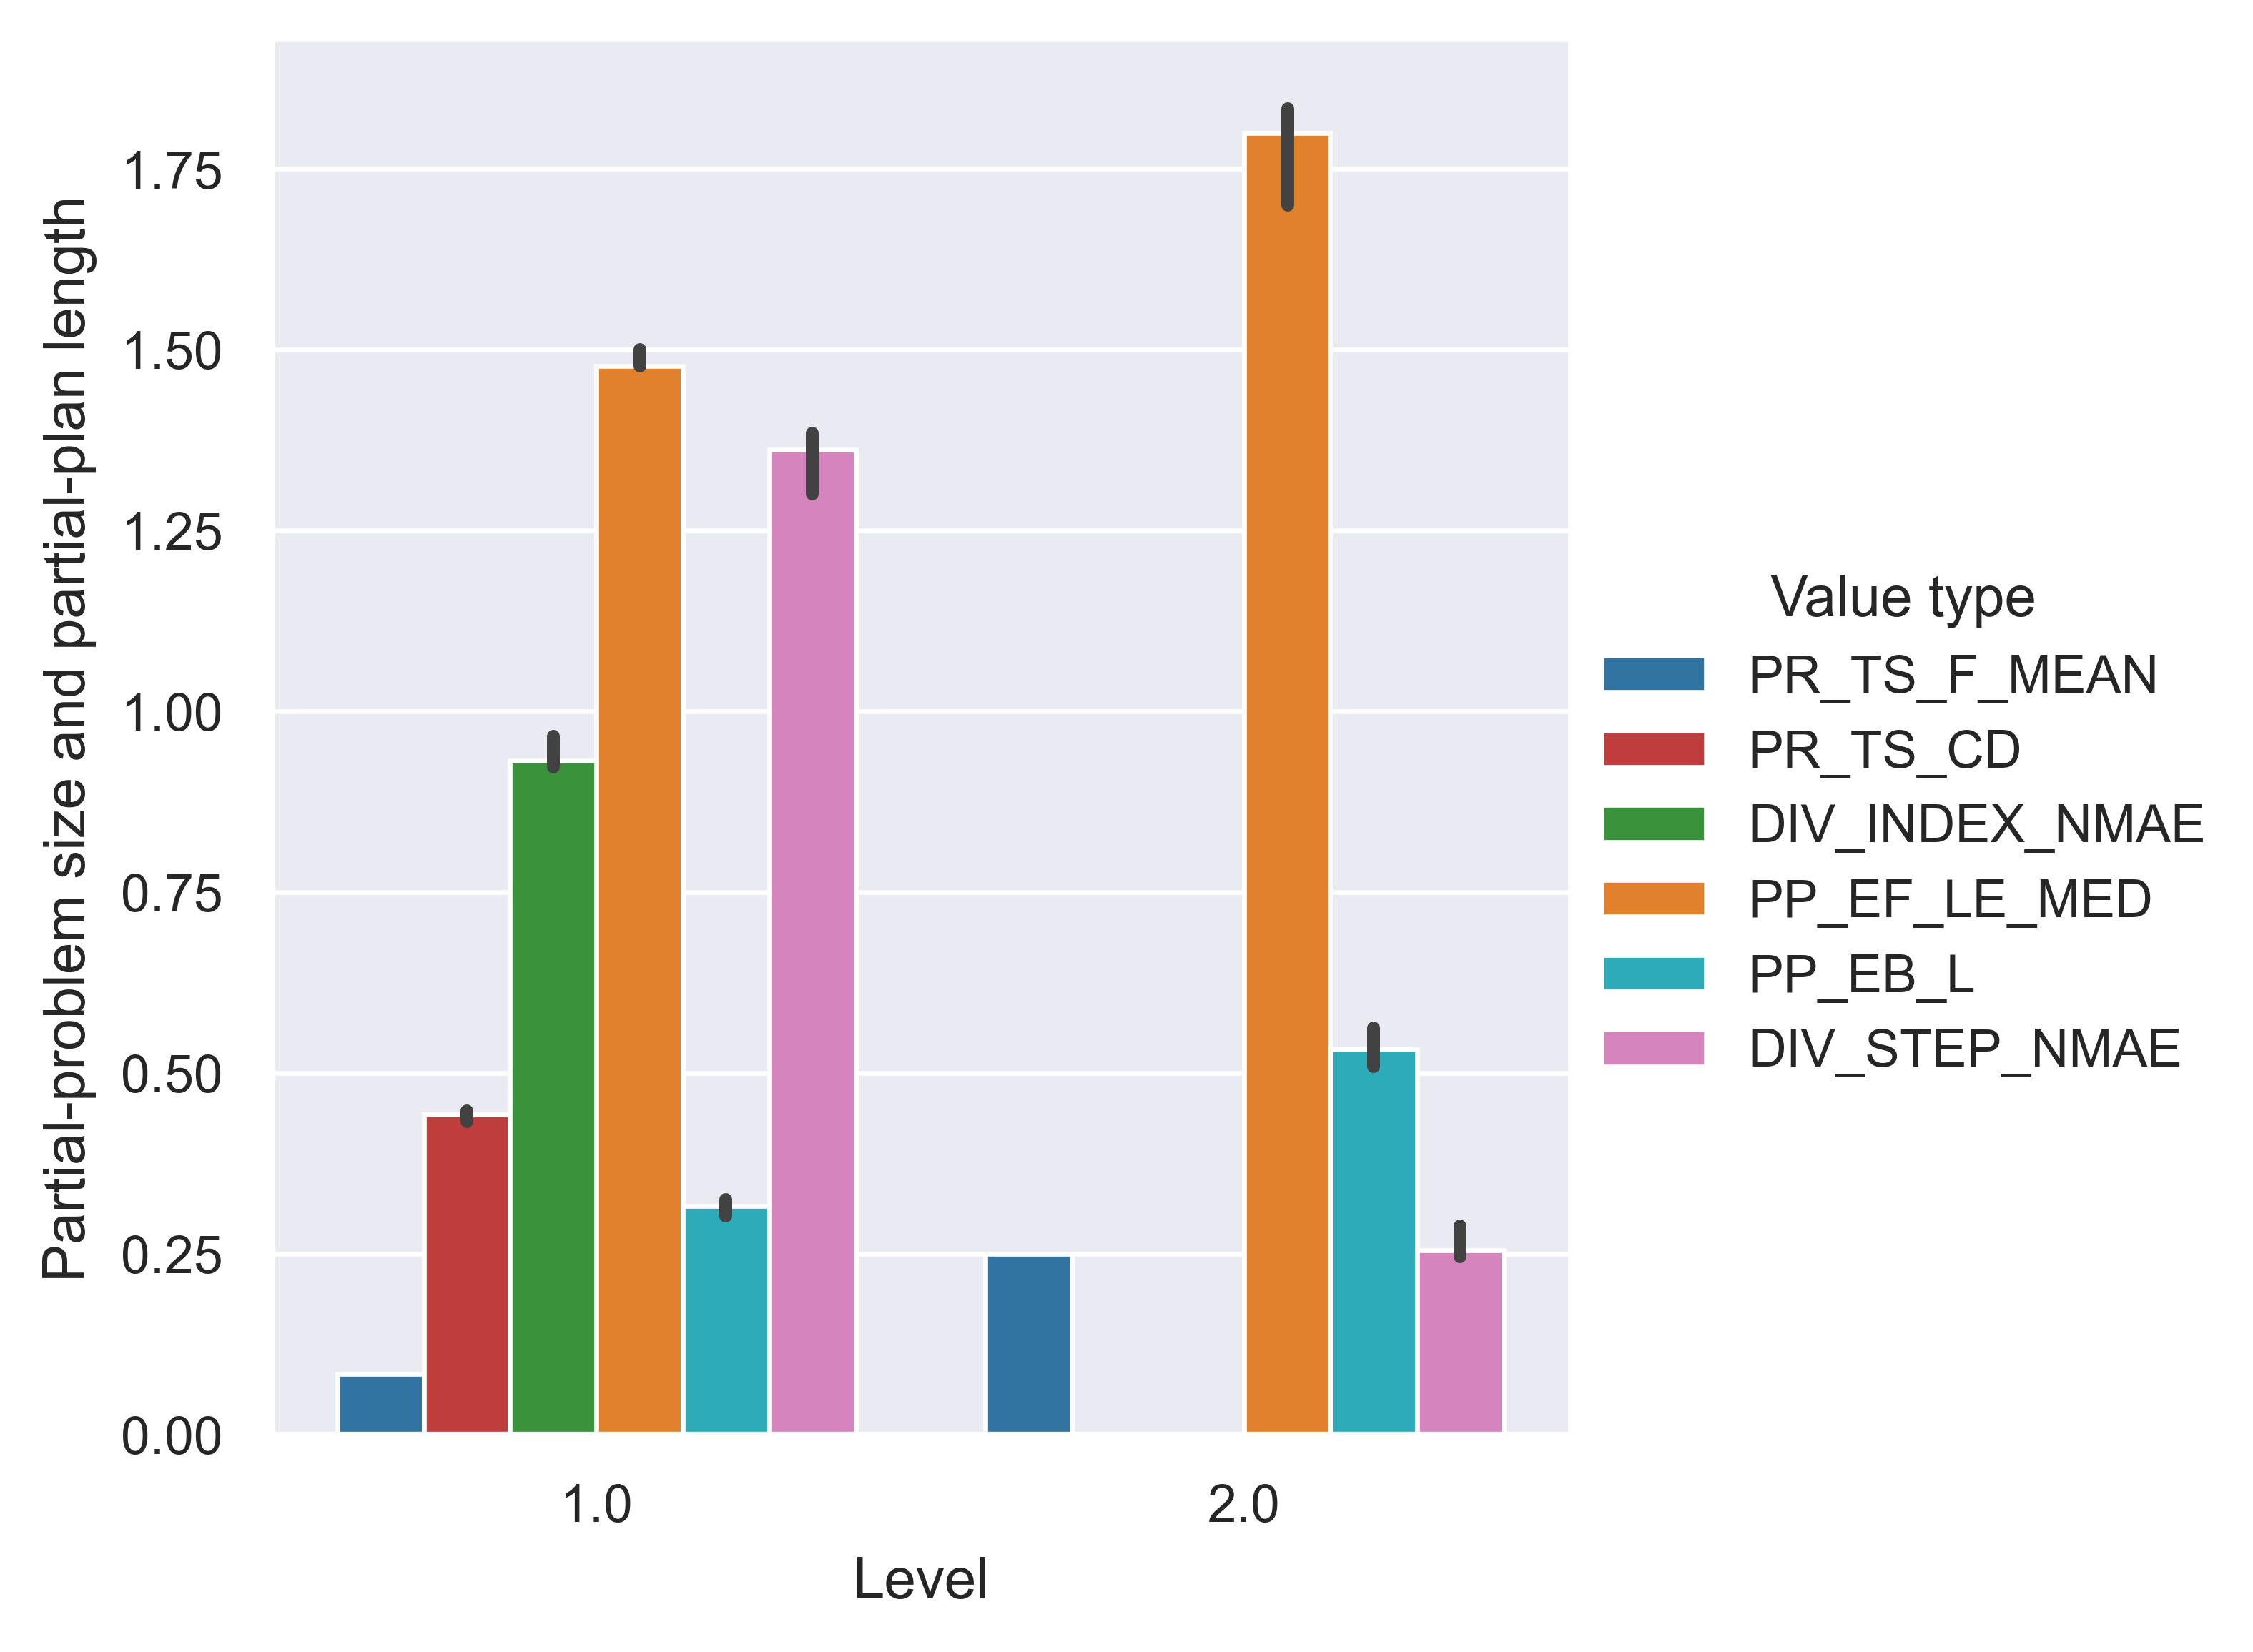 Partial-problem size and partial-plan length
1.75
1.50
1.25
1.00
0.75
0.50
0.25
0.00
1.0
2.0
Level
Value type
PR_TS_F_MEAN
PR_TS_CD
DIV_INDEX_NMAE
PP_EF_LE_MED
PP_EB_L
DIV_STEP_NMAE